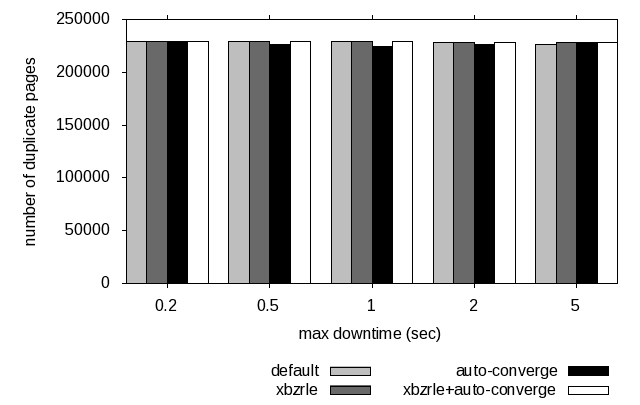 250000
200000
150000
100000
50000
0
number of duplicate pages
0.2 0.5 1 2 5
max downtime (sec)
default auto-converge
xbzrle xbzrle+auto-converge